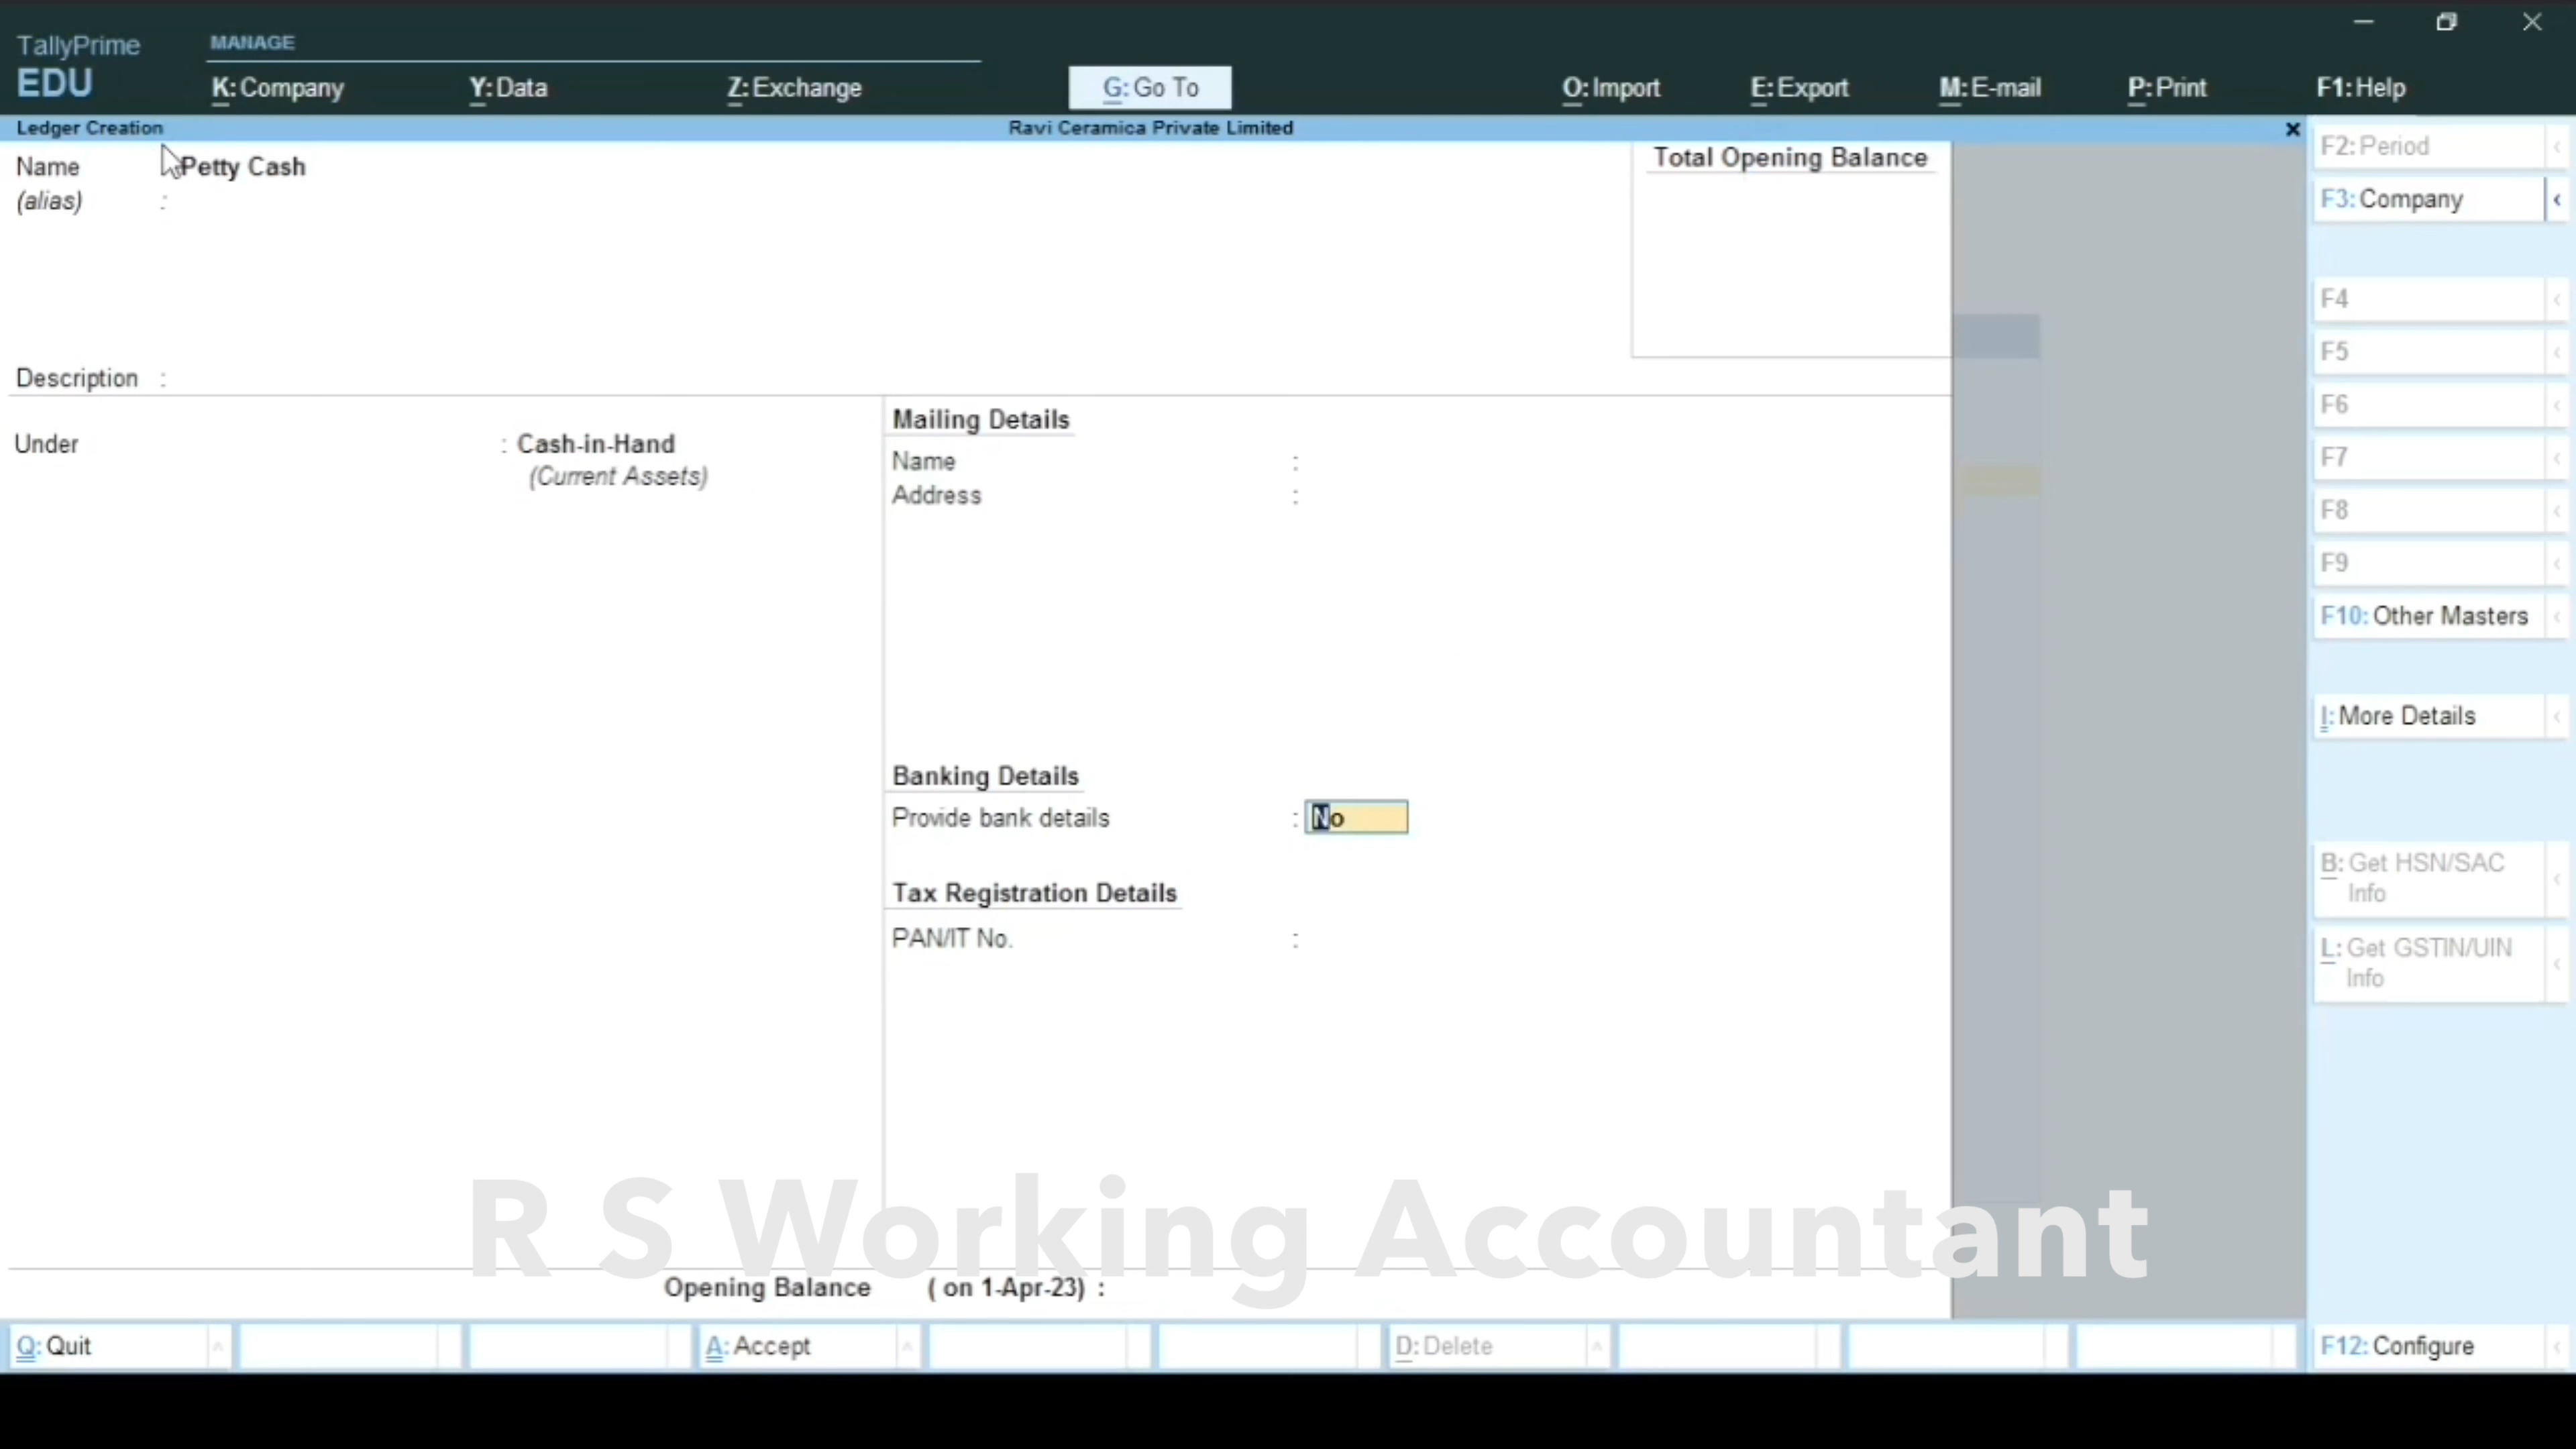 TallyPrime
EDU
MANAGE
K: Company
Y: Data
Z: Exchange
G: Go To
O: Import
E: Export
M: E-mail
P: Print
F1: Help
Ledger Creation
Ravi Ceramica Private Limited
Name : Petty Cash
(alias) :
Total Opening Balance
Description :
Under : Cash-in-Hand
(Current Assets)
Mailing Details
Name :
Address :
Banking Details
Provide bank details : No
Tax Registration Details
PAN/IT No. :
R S Working Accountant
Opening Balance ( on 1-Apr-23) :
F2: Period
F3: Company
F4
F5
F6
F7
F8
F9
F10: Other Masters
I: More Details
B: Get HSN/SAC
Info
L: Get GSTIN/UIN
Info
Q: Quit
A: Accept
D: Delete
F12: Configure